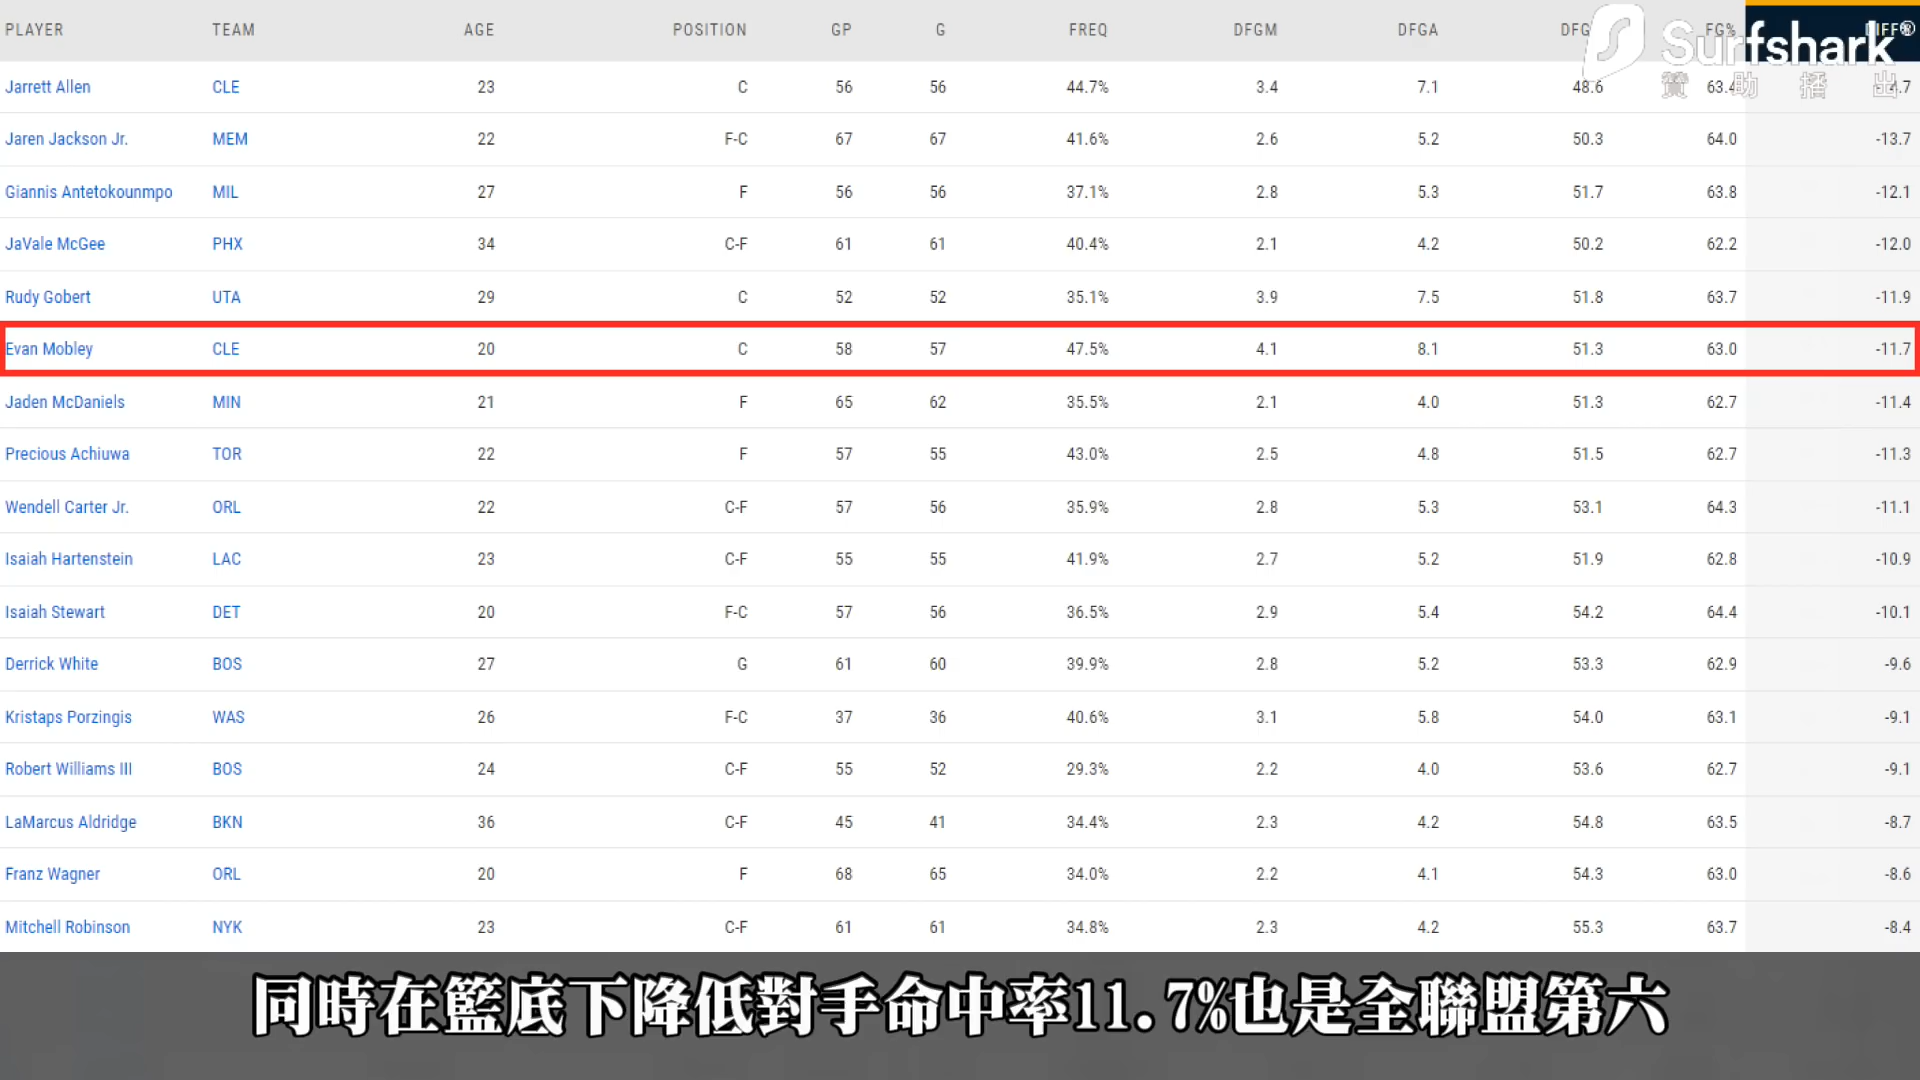 PLAYER TEAM AGE POSITION GP G FREQ DFGM DFGA DFG FG% DIFF®
Surfshark
贊助播出
Jarrett Allen CLE 23 C 56 56 44.7% 3.4 7.1 48.6 63.4
Jaren Jackson Jr. MEM 22 F-C 67 67 41.6% 2.6 5.2 50.3 64.0 -13.7
Giannis Antetokounmpo MIL 27 F 56 56 37.1% 2.8 5.3 51.7 63.8 -12.1
JaVale McGee PHX 34 C-F 61 61 40.4% 2.1 4.2 50.2 62.2 -12.0
Rudy Gobert UTA 29 C 52 52 35.1% 3.9 7.5 51.8 63.7 -11.9
Evan Mobley CLE 20 C 58 57 47.5% 4.1 8.1 51.3 63.0 -11.7
Jaden McDaniels MIN 21 F 65 62 35.5% 2.1 4.0 51.3 62.7 -11.4
Precious Achiuwa TOR 22 F 57 55 43.0% 2.5 4.8 51.5 62.7 -11.3
Wendell Carter Jr. ORL 22 C-F 57 56 35.9% 2.8 5.3 53.1 64.3 -11.1
Isaiah Hartenstein LAC 23 C-F 55 55 41.9% 2.7 5.2 51.9 62.8 -10.9
Isaiah Stewart DET 20 F-C 57 56 36.5% 2.9 5.4 54.2 64.4 -10.1
Derrick White BOS 27 G 61 60 39.9% 2.8 5.2 53.3 62.9 -9.6
Kristaps Porzingis WAS 26 F-C 37 36 40.6% 3.1 5.8 54.0 63.1 -9.1
Robert Williams III BOS 24 C-F 55 52 29.3% 2.2 4.0 53.6 62.7 -9.1
LaMarcus Aldridge BKN 36 C-F 45 41 34.4% 2.3 4.2 54.8 63.5 -8.7
Franz Wagner ORL 20 F 68 65 34.0% 2.2 4.1 54.3 63.0 -8.6
Mitchell Robinson NYK 23 C-F 61 61 34.8% 2.3 4.2 55.3 63.7 -8.4
同時在籃底下降低對手命中率11.7%也是全聯盟第六